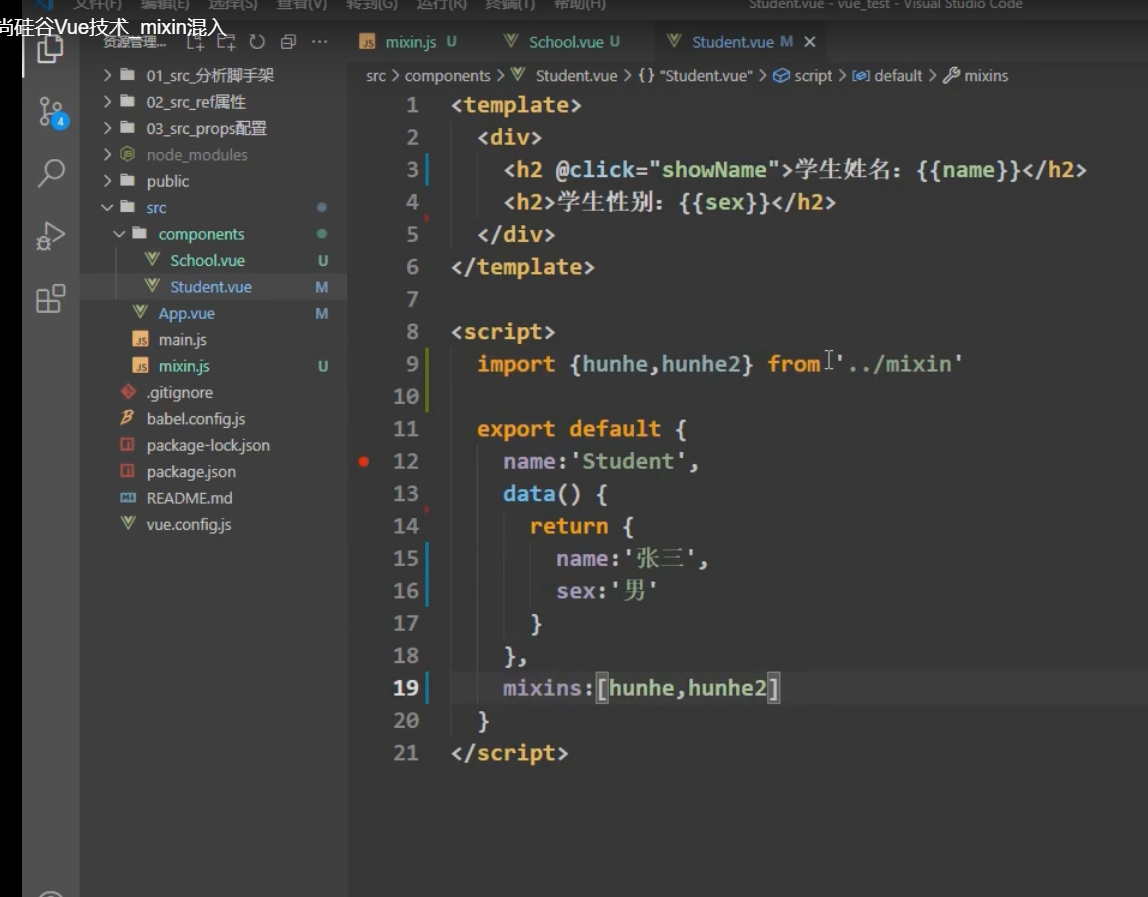 文件(F) 编辑(E) 选择(S) 查看(V) 转到(G) 运行(R) 终端(T) 帮助(H) Student.vue - vue_test - Visual Studio Code
尚硅谷Vue技术_mixin混入
资源管理... ···
mixin.js U School.vue U Student.vue M
src > components > Student.vue > {} "Student.vue" > script > default > mixins
4
01_src_分析脚手架
02_src_ref属性
03_src_props配置
node_modules
public
src
components
School.vue U
Student.vue M
App.vue M
JS main.js
JS mixin.js U
.gitignore
babel.config.js
package-lock.json
package.json
README.md
vue.config.js
1 <template>
2 <div>
3 <h2 @click="showName">学生姓名：{{name}}</h2>
4 <h2>学生性别：{{sex}}</h2>
5 </div>
6 </template>
7
8 <script>
9 import {hunhe,hunhe2} from '../mixin'
10
11 export default {
12 name:'Student',
13 data() {
14 return {
15 name:'张三',
16 sex:'男'
17 }
18 },
19 mixins:[hunhe,hunhe2]
20 }
21 </script>